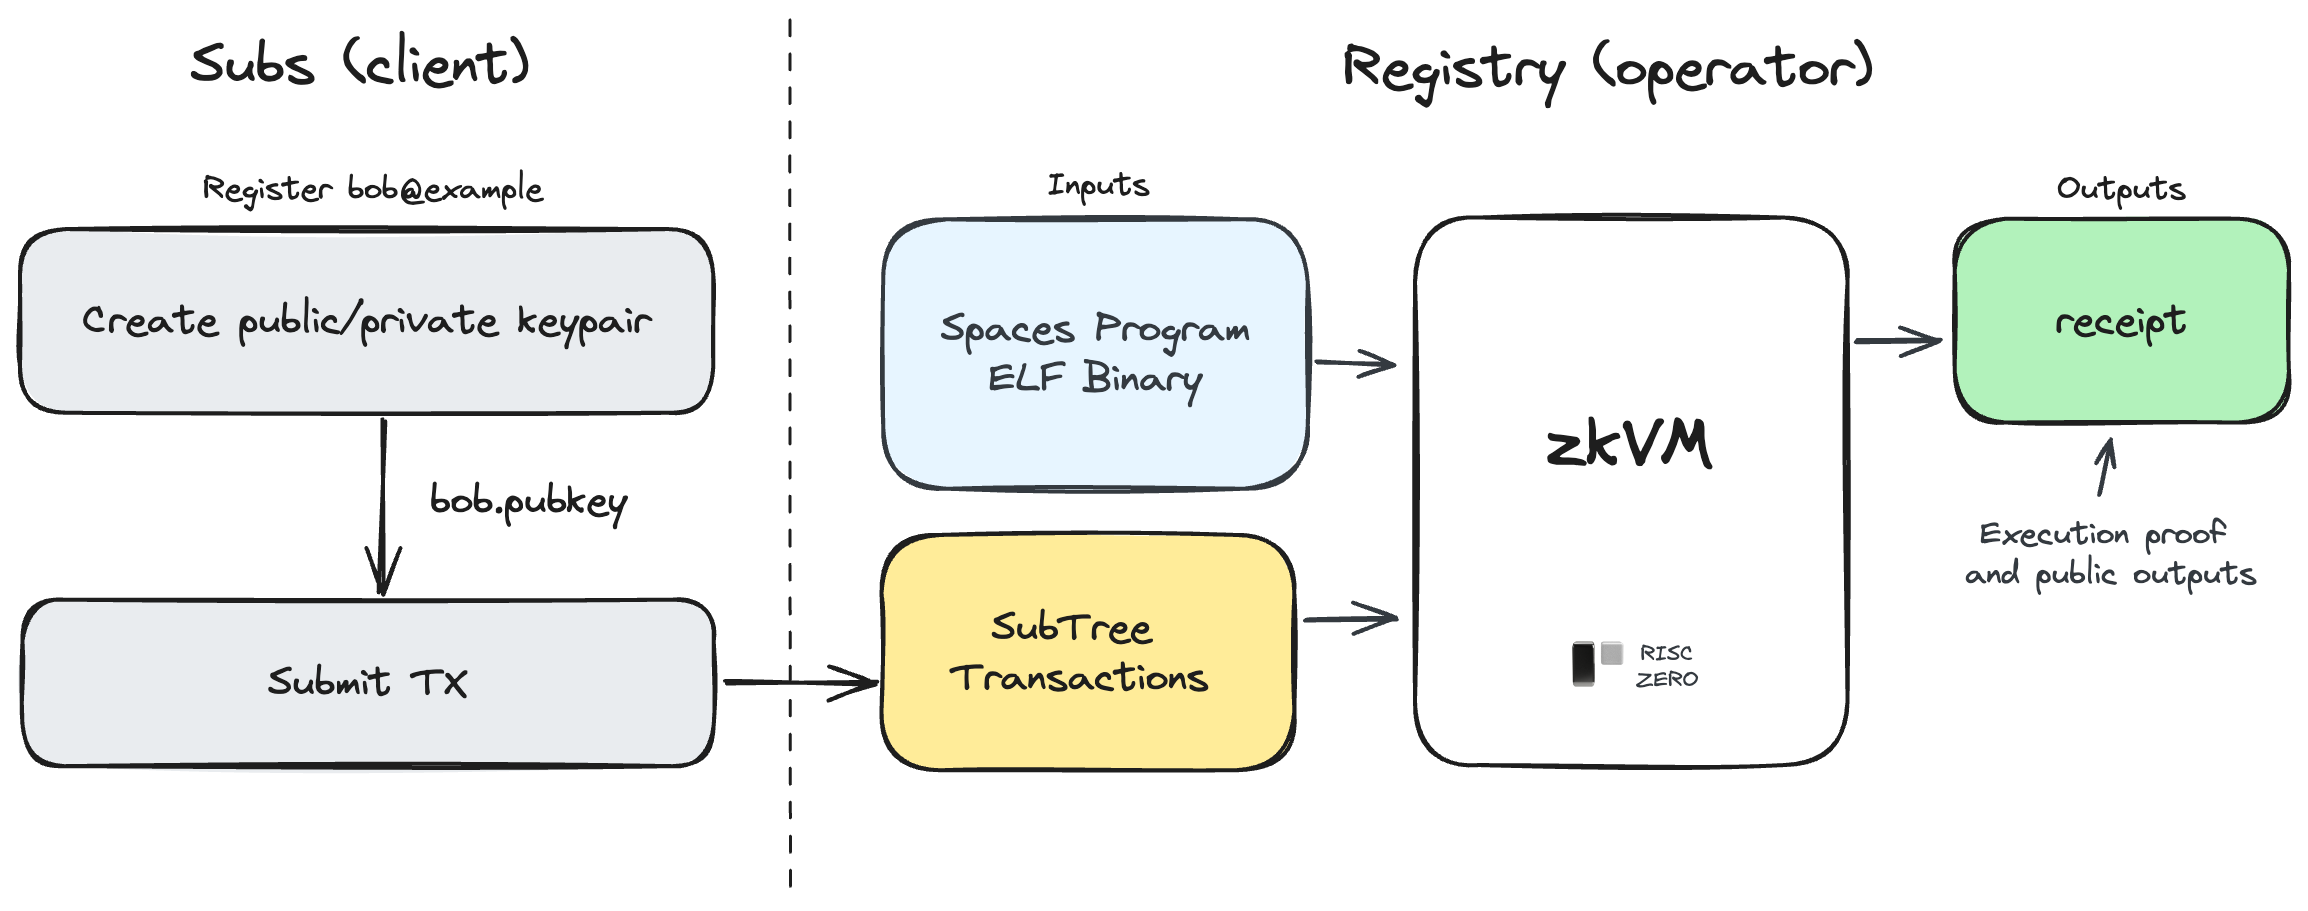 Subs (client)
Registry (operator)
Register bob@example
Create public/private keypair
bob.pubkey
Submit TX
Inputs
Spaces Program
ELF Binary
SubTree
Transactions
zkVM
RISC
ZERO
Outputs
receipt
Execution proof
and public outputs